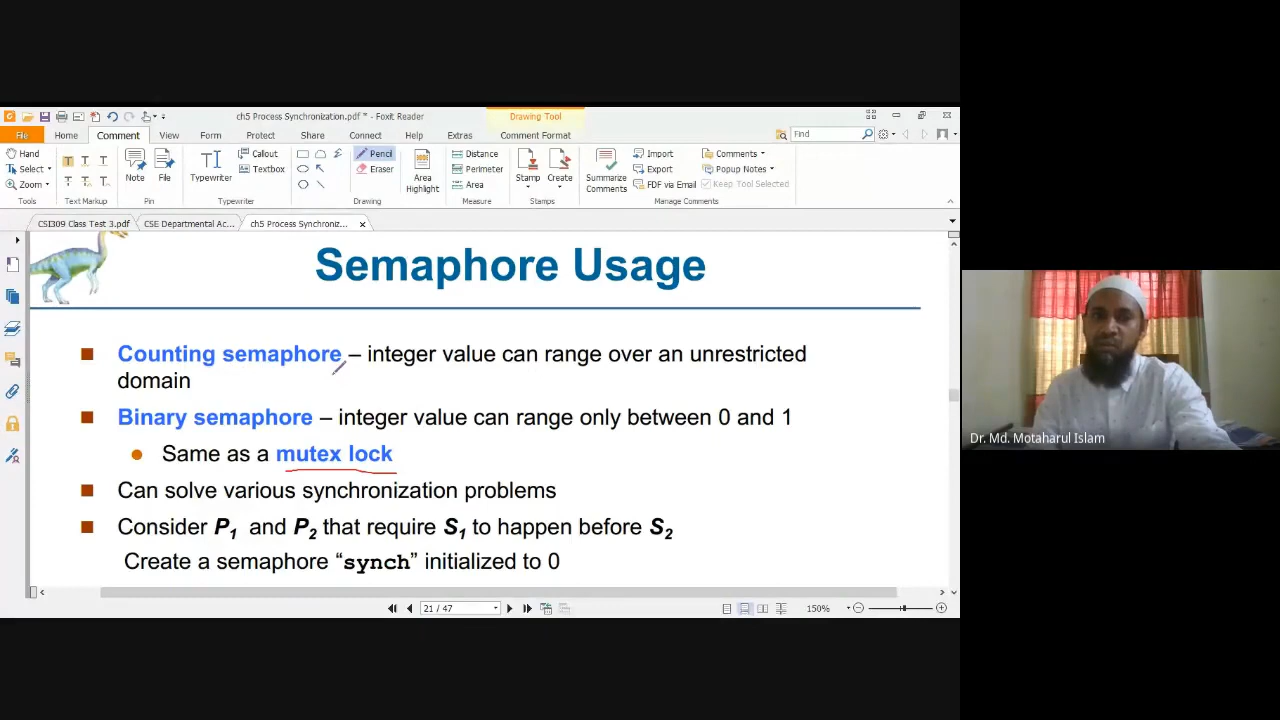 ch5 Process Synchronization.pdf * - Foxit Reader
Drawing Tool
File Home Comment View Form Protect Share Connect Help Extras Comment Format Find
Hand
Select
Zoom
Tools
T T T
T T T
Text Markup
Note
File
Pin
Typewriter
Callout
Textbox
Typewriter
Pencil
Eraser
Drawing
Area Highlight
Distance
Perimeter
Area
Measure
Stamp
Create
Stamps
Summarize Comments
Import
Export
FDF via Email
Comments
Popup Notes
Keep Tool Selected
Manage Comments
CSI309 Class Test 3.pdf CSE Departmental Ac... ch5 Process Synchroniz...
Semaphore Usage
Counting semaphore – integer value can range over an unrestricted
domain
Binary semaphore – integer value can range only between 0 and 1
Same as a mutex lock
Can solve various synchronization problems
Consider P1 and P2 that require S1 to happen before S2
Create a semaphore “synch” initialized to 0
21 / 47
150%
Dr. Md. Motaharul Islam